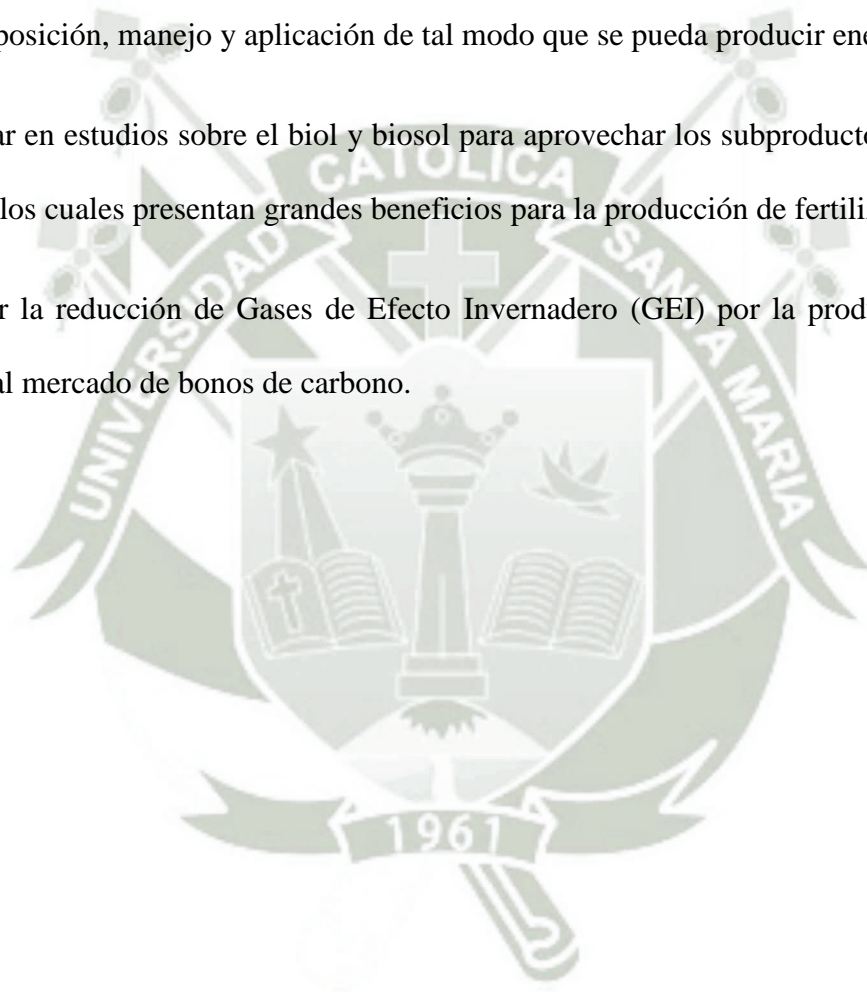 posición, manejo y aplicación de tal modo que se pueda producir ene
ar en estudios sobre el biol y biosol para aprovechar los subproducto
los cuales presentan grandes beneficios para la producción de fertili
r la reducción de Gases de Efecto Invernadero (GEI) por la prod
al mercado de bonos de carbono.
UNIVERSIDAD CATOLICA SANTA MARIA
1961